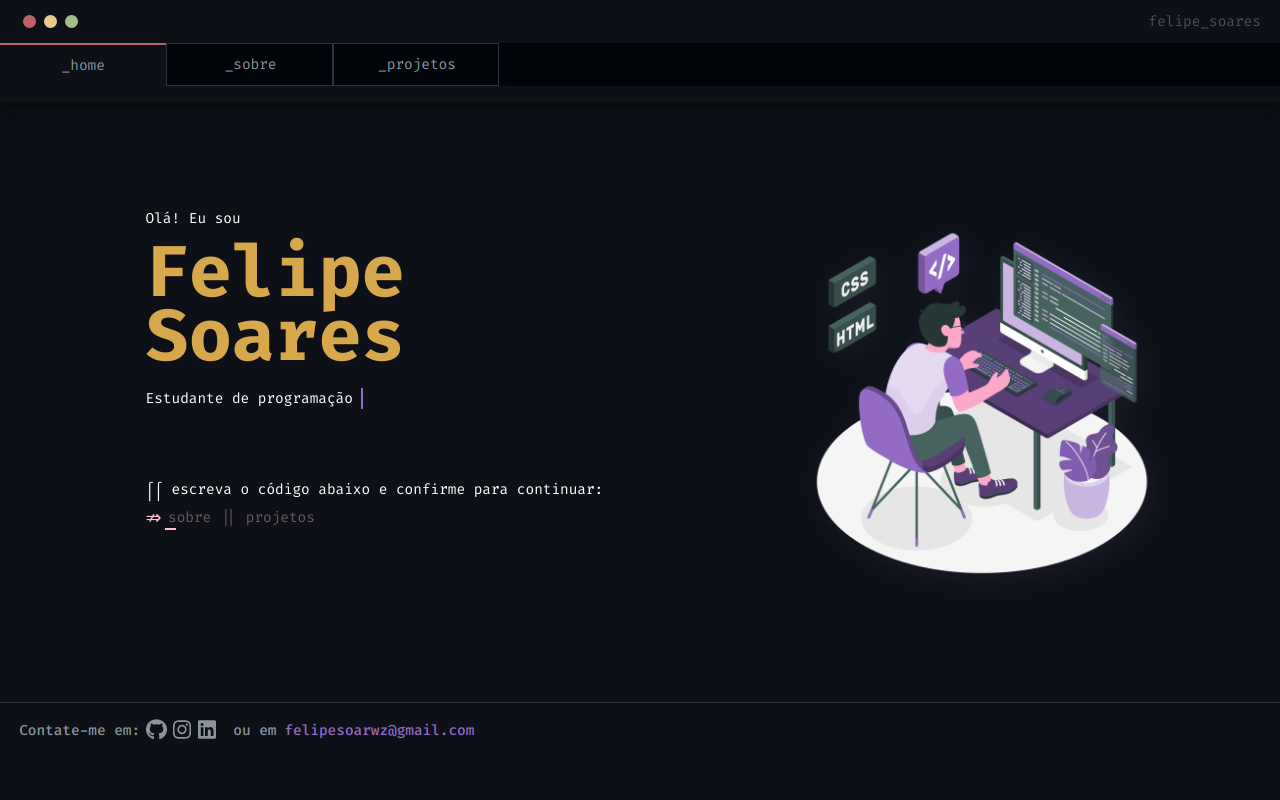 felipe_soares
_home
_sobre
_projetos
Olá! Eu sou
Felipe
Soares
Estudante de programação
escreva o código abaixo e confirme para continuar:
sobre || projetos
CSS
</>
HTML
Contate-me em: ou em felipesoarwz@gmail.com